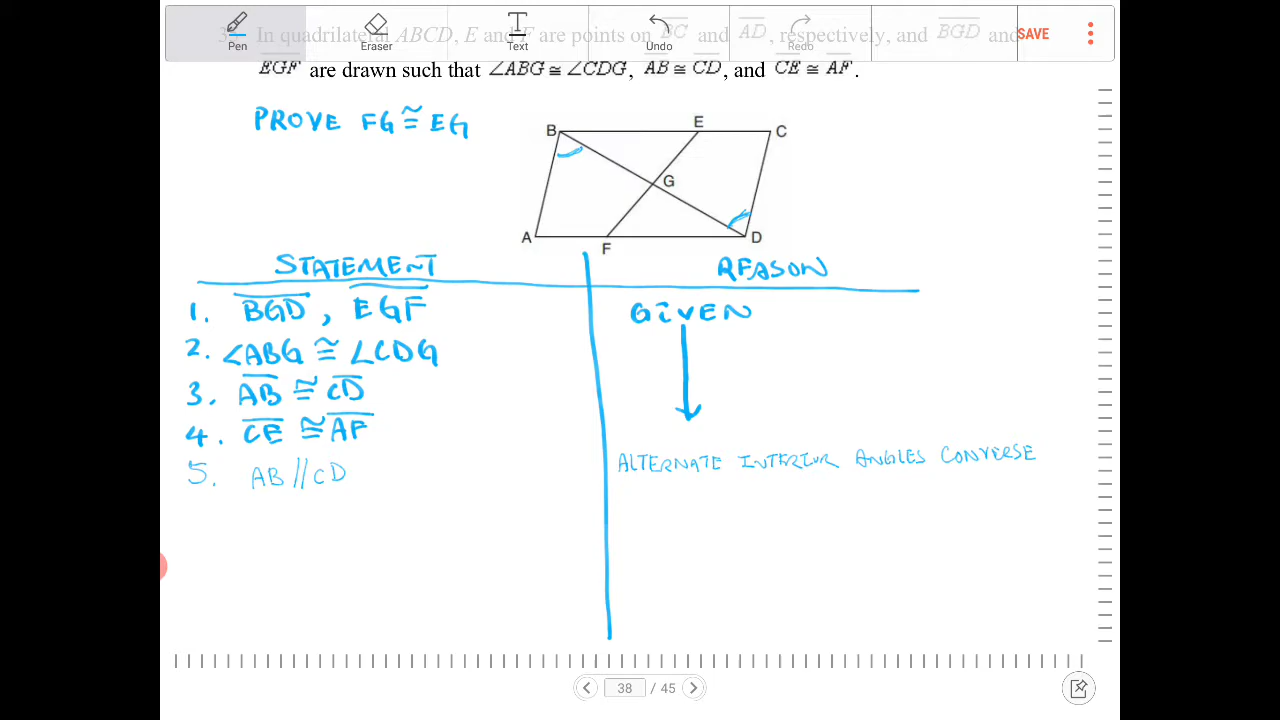 Pen
Eraser
Text
Undo
Redo
SAVE
3. In quadrilateral ABCD, E and F are points on BC and AD, respectively, and BGD and
EGF are drawn such that ∠ABG ≅ ∠CDG, AB ≅ CD, and CE ≅ AF.
PROVE FG ≅ EG
B
E
C
G
A
F
D
STATEMENT
REASON
1. BGD, EGF
GIVEN
2. ∠ABG ≅ ∠CDG
3. AB ≅ CD
4. CE ≅ AF
ALTERNATE INTERIOR ANGLES CONVERSE
5. AB // CD
38 / 45